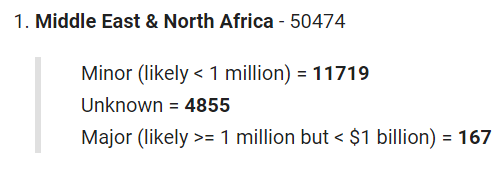 1. Middle East & North Africa - 50474
Minor (likely < 1 million) = 11719
Unknown = 4855
Major (likely >= 1 million but < $1 billion) = 167